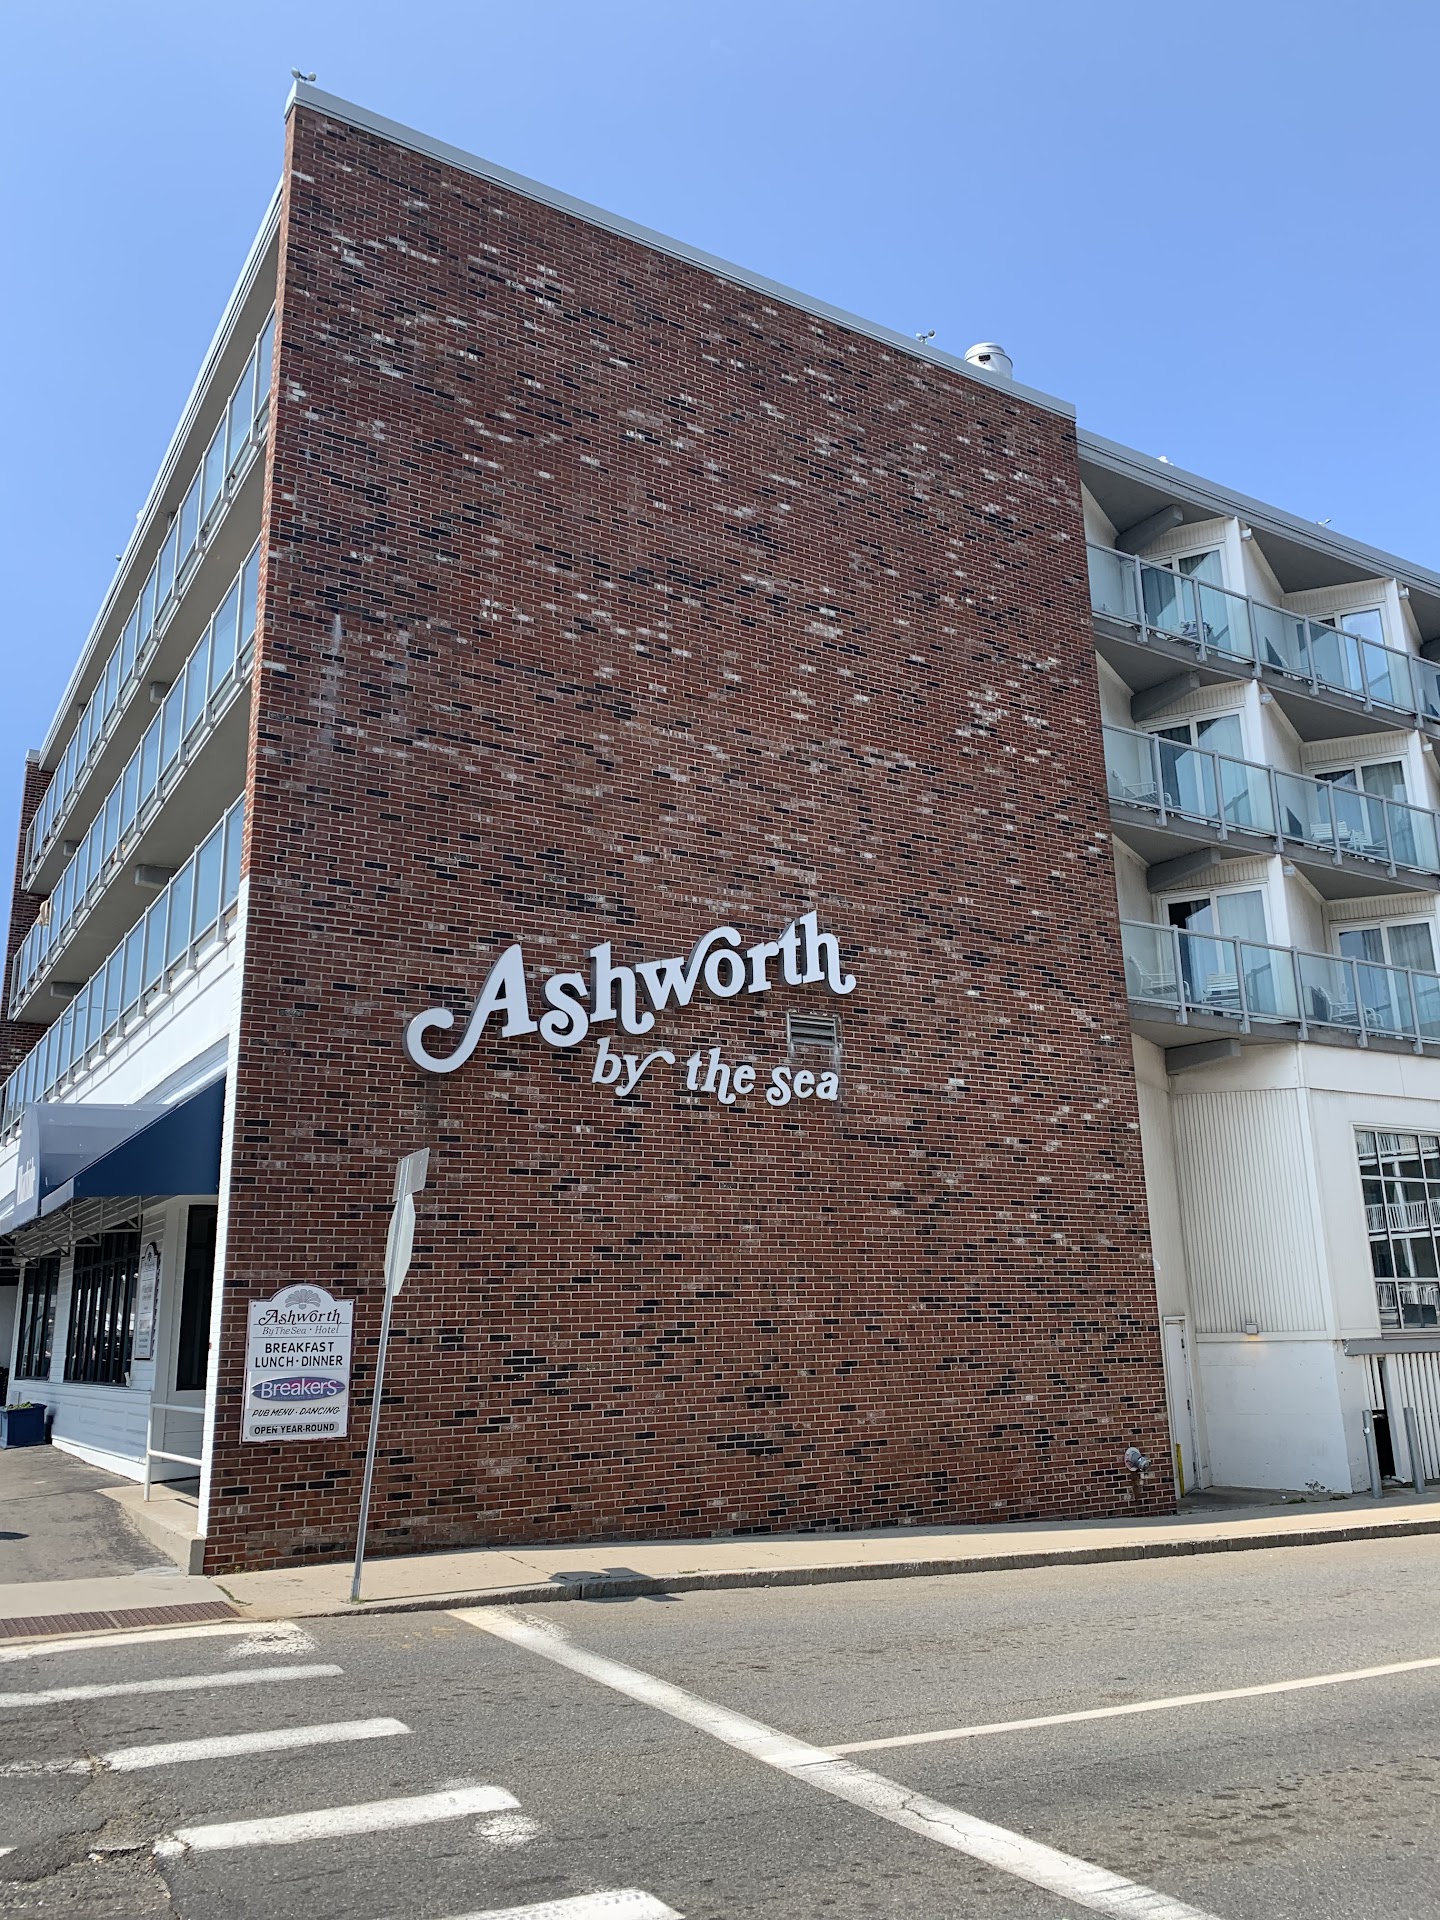 Ashworth
by the sea
Ashworth
By The Sea • Hotel
BREAKFAST
LUNCH • DINNER
Breakers
PUB MENU - DANCING
OPEN YEAR-ROUND